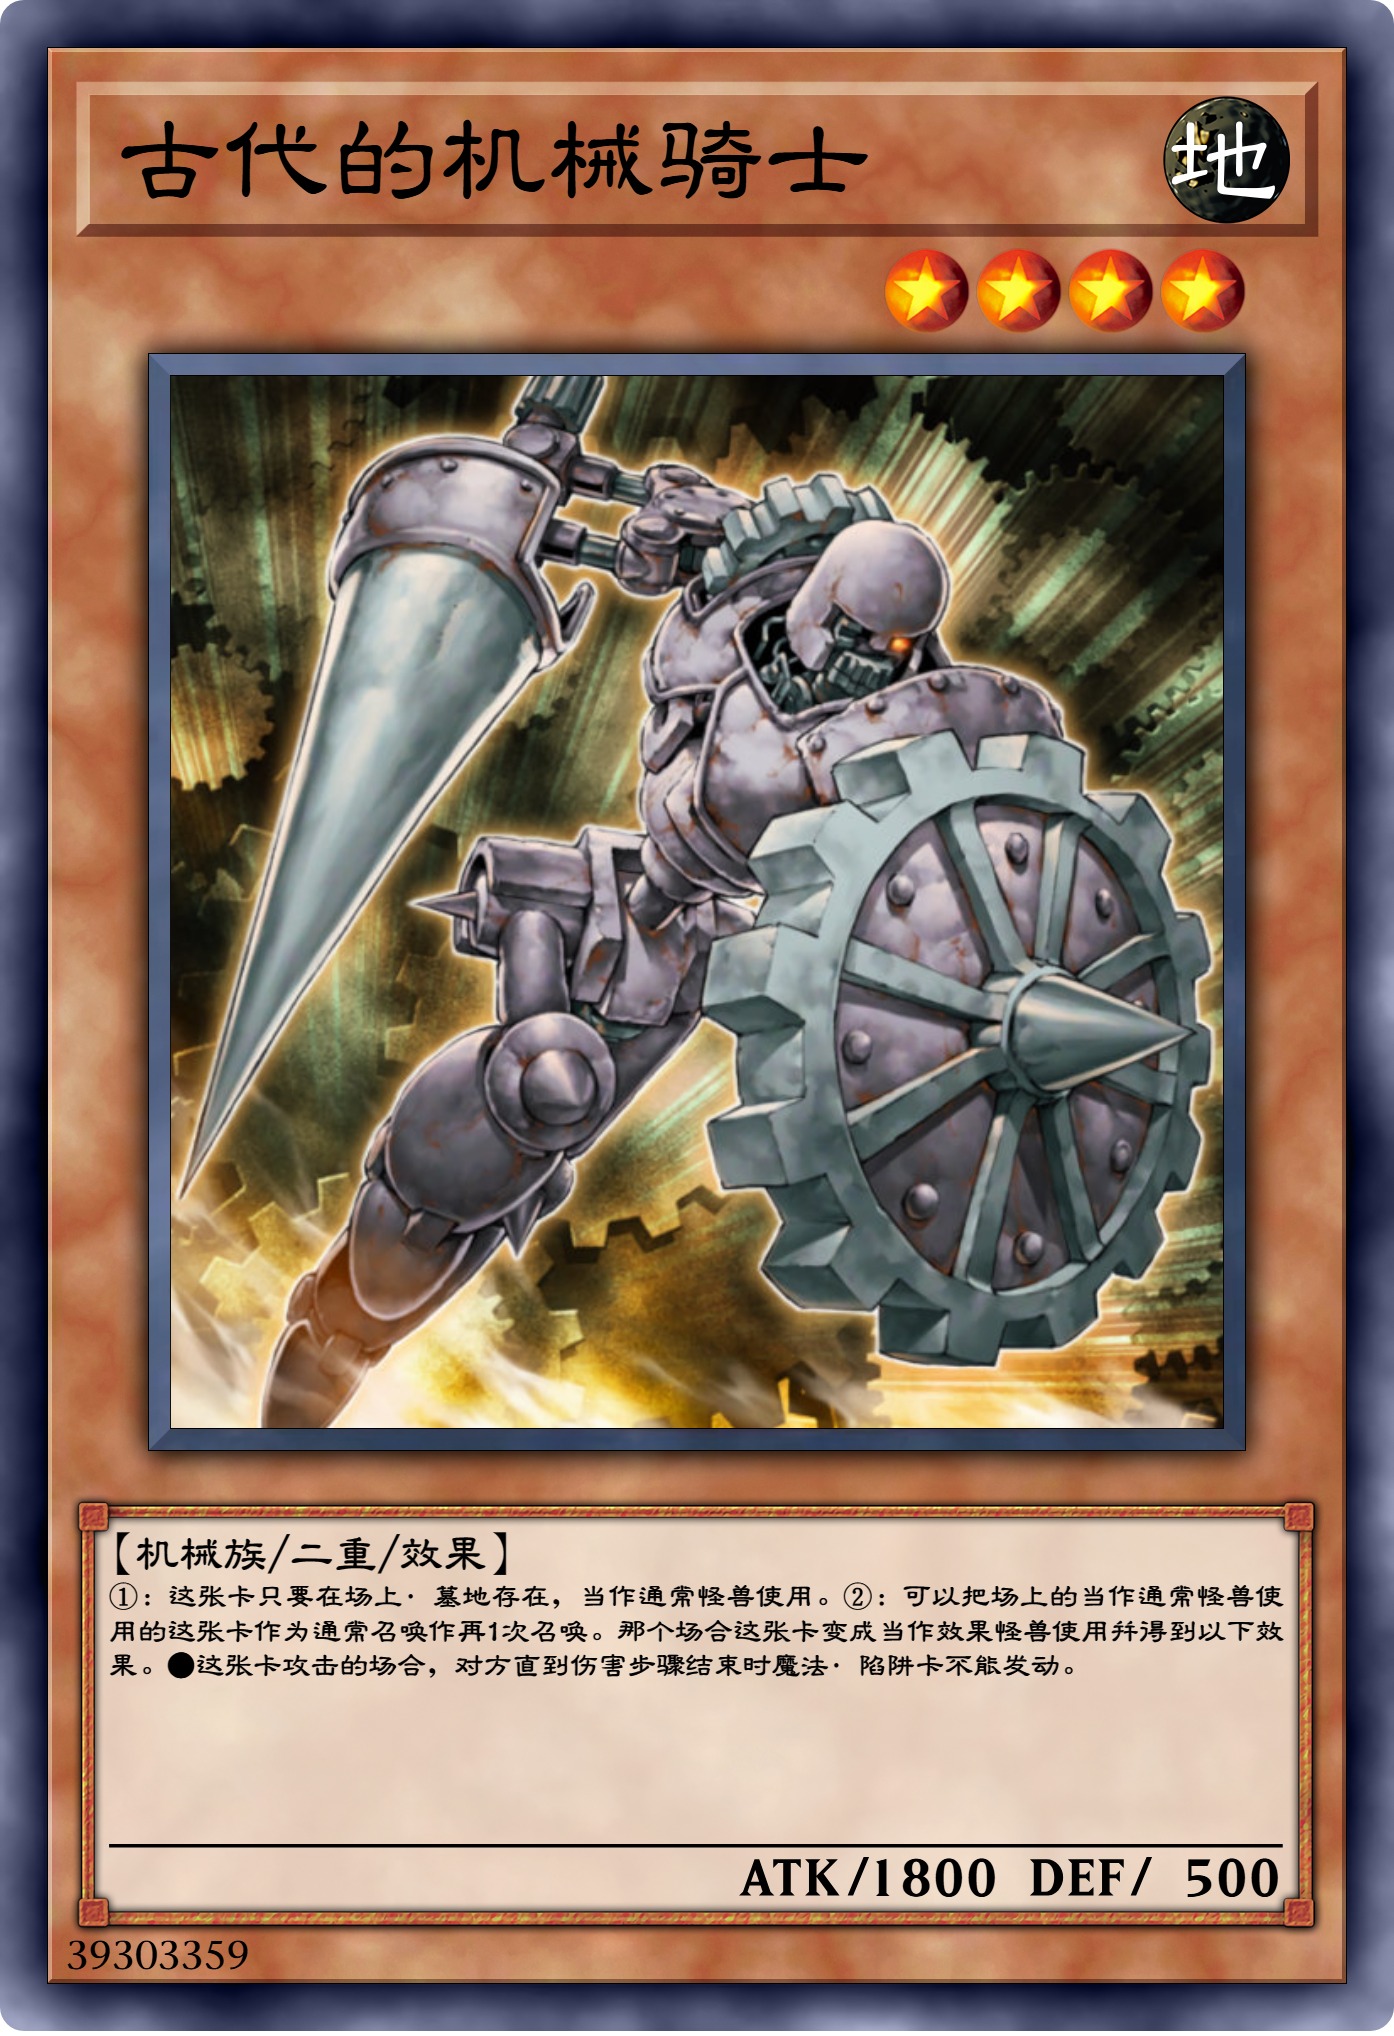 古代的机械骑士
地
【机械族/二重/效果】
①：这张卡只要在场上·墓地存在，当作通常怪兽使用。②：可以把场上的当作通常怪兽使
用的这张卡作为通常召唤作再1次召唤。那个场合这张卡变成当作效果怪兽使用并得到以下效
果。●这张卡攻击的场合，对方直到伤害步骤结束时魔法·陷阱卡不能发动。
ATK/1800 DEF/ 500
39303359